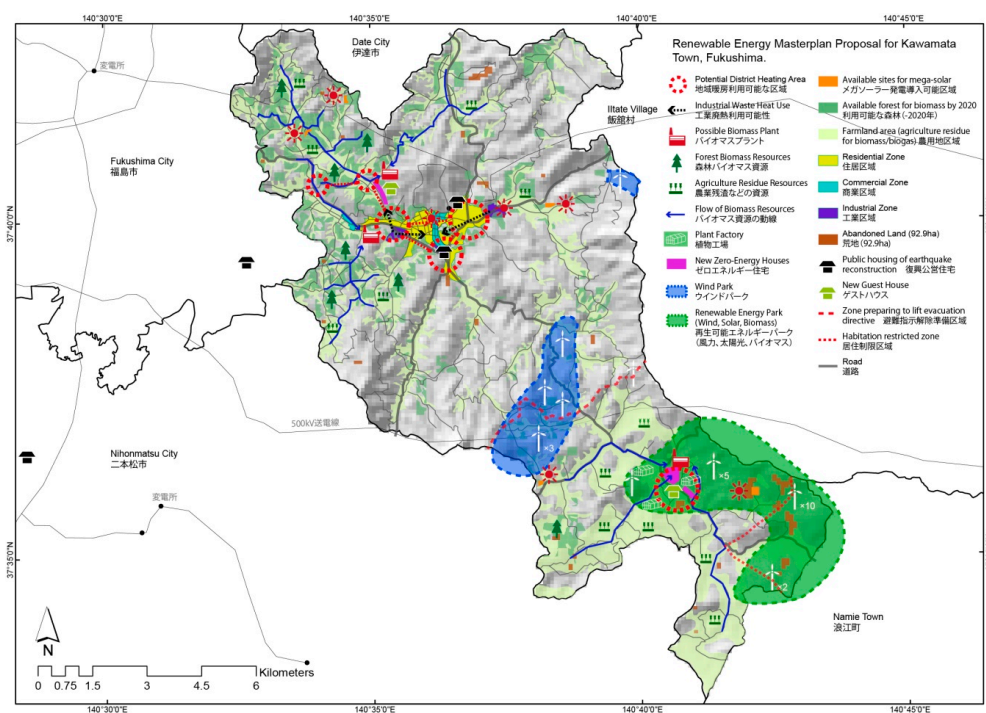 140°30'0"E
140°35'0"E
140°40'0"E
140°45'0"E
Date City
伊達市
変電所
Fukushima City
福島市
IItate Village
飯舘村
37°40'0"N
500kV送電線
Nihonmatsu City
二本松市
変電所
37°35'0"N
×3
×5
×10
×2
Namie Town
浪江町
Renewable Energy Masterplan Proposal for Kawamata
Town, Fukushima.
Potential District Heating Area
地域暖房利用可能な区域
Industrial Waste Heat Use
工業廃熱利用可能性
Possible Biomass Plant
バイオマスプラント
Forest Biomass Resources
森林バイオマス資源
Agriculture Residue Resources
農業残渣などの資源
Flow of Biomass Resources
バイオマス資源の動線
Plant Factory
植物工場
New Zero-Energy Houses
ゼロエネルギー住宅
Wind Park
ウインドパーク
Renewable Energy Park
(Wind, Solar, Biomass)
再生可能エネルギーパーク
(風力、太陽光、バイオマス)
Available sites for mega-solar
メガソーラー発電導入可能区域
Available forest for biomass by 2020
利用可能な森林(-2020年)
Farmland area (agriculture residue
for biomass/biogas) 農用地区域
Residential Zone
住居区域
Commercial Zone
商業区域
Industrial Zone
工業区域
Abandoned Land (92.9ha)
荒地 (92.9ha)
Public housing of earthquake
reconstruction 復興公営住宅
New Guest House
ゲストハウス
Zone preparing to lift evacuation
directive 避難指示解除準備区域
Habitation restricted zone
居住制限区域
Road
道路
N
Kilometers
0 0.75 1.5 3 4.5 6
140°30'0"E
140°35'0"E
140°40'0"E
140°45'0"E